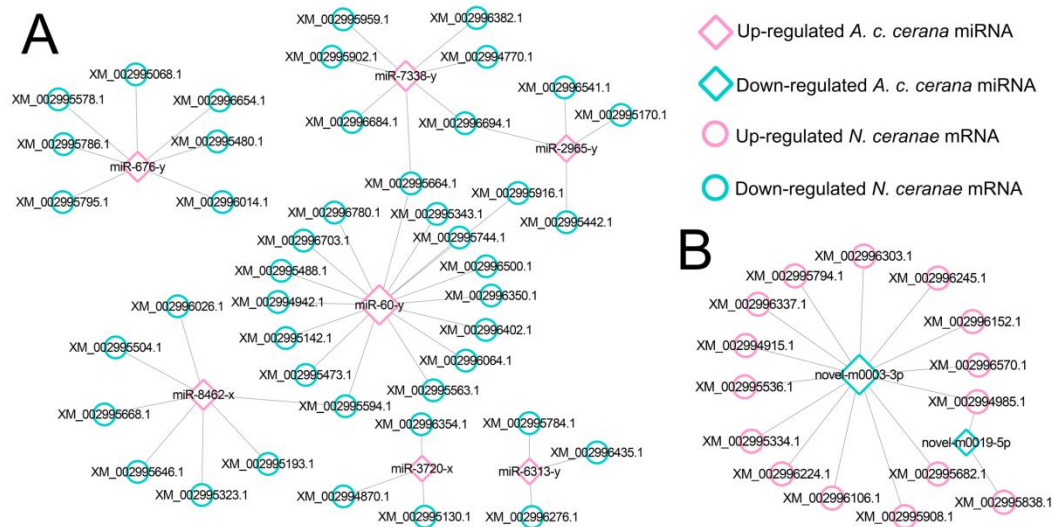 A
XM_002995959.1
XM_002996382.1
XM_002995902.1
XM_002994770.1
miR-7338-y
XM_002996684.1
XM_002996694.1
XM_002996541.1
XM_002995170.1
miR-2965-y
XM_002995442.1
XM_002995068.1
XM_002995578.1
XM_002996654.1
XM_002995786.1
XM_002995480.1
miR-676-y
XM_002995795.1
XM_002996014.1
XM_002995664.1
XM_002995916.1
XM_002996780.1
XM_002995343.1
XM_002996703.1
XM_002995744.1
XM_002995488.1
XM_002996500.1
XM_002994942.1
miR-60-y
XM_002996350.1
XM_002995142.1
XM_002996402.1
XM_002995473.1
XM_002996064.1
XM_002995563.1
XM_002995594.1
XM_002996026.1
XM_002995504.1
miR-8462-x
XM_002995668.1
XM_002995646.1
XM_002995323.1
XM_002995193.1
XM_002996354.1
miR-3720-x
XM_002994870.1
XM_002995130.1
XM_002995784.1
XM_002996435.1
miR-6313-y
XM_002996276.1
Up-regulated A. c. cerana miRNA
Down-regulated A. c. cerana miRNA
Up-regulated N. ceranae mRNA
Down-regulated N. ceranae mRNA
B
XM_002996303.1
XM_002995794.1
XM_002996245.1
XM_002996337.1
XM_002996152.1
XM_002994915.1
XM_002996570.1
novel-m0003-3p
XM_002995536.1
XM_002994985.1
XM_002995334.1
novel-m0019-5p
XM_002996224.1
XM_002995682.1
XM_002996106.1
XM_002995908.1
XM_002995838.1